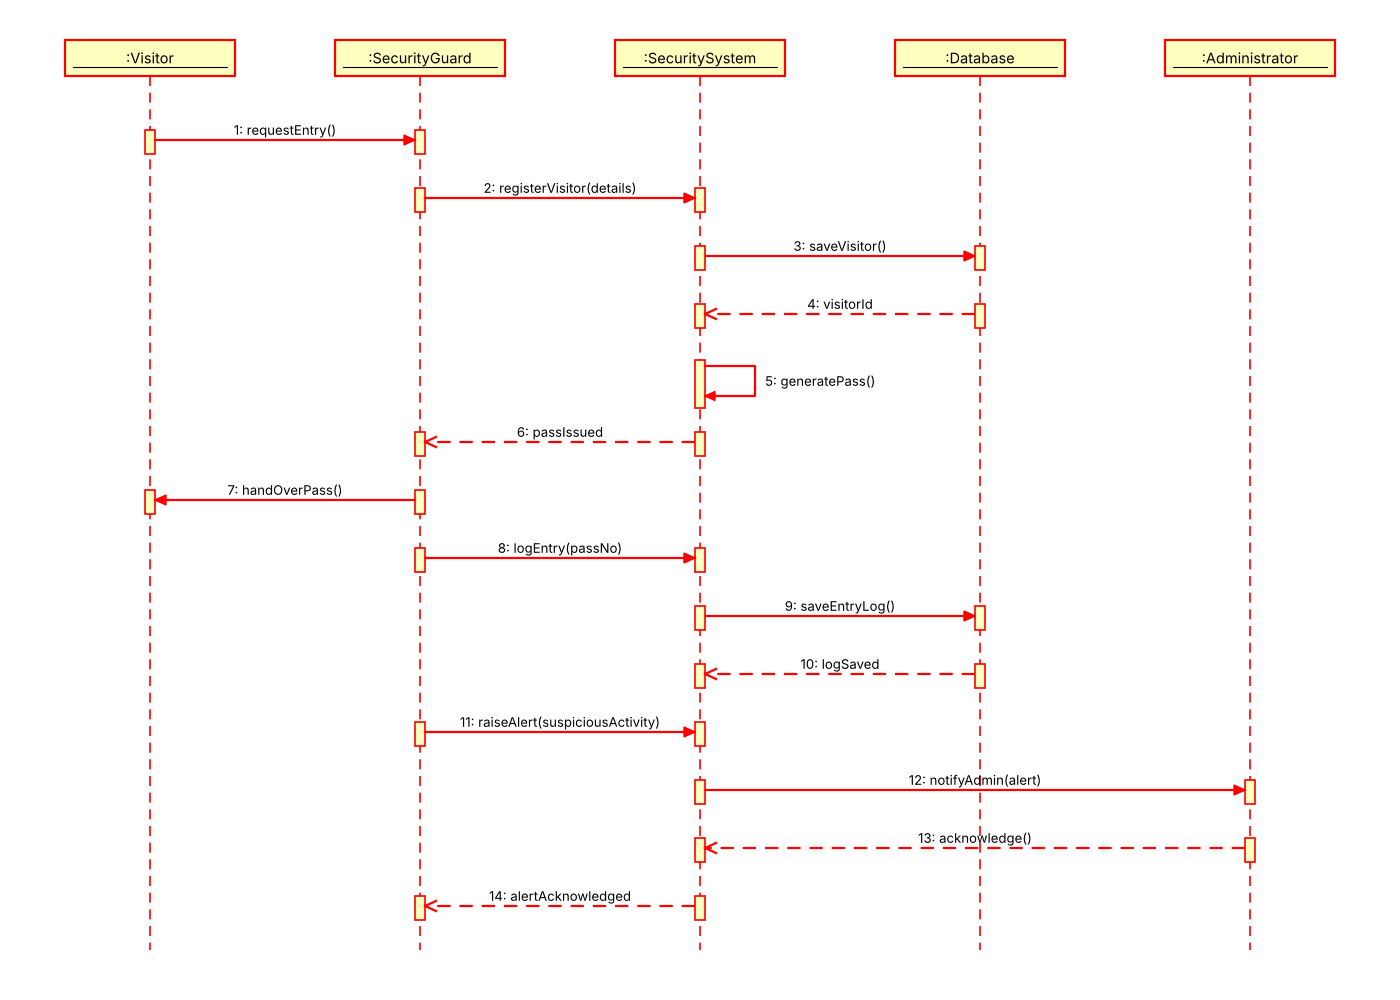 :Visitor
:SecurityGuard
:SecuritySystem
:Database
:Administrator
1: requestEntry()
2: registerVisitor(details)
3: saveVisitor()
4: visitorId
5: generatePass()
6: passIssued
7: handOverPass()
8: logEntry(passNo)
9: saveEntryLog()
10: logSaved
11: raiseAlert(suspiciousActivity)
12: notifyAdmin(alert)
13: acknowledge()
14: alertAcknowledged